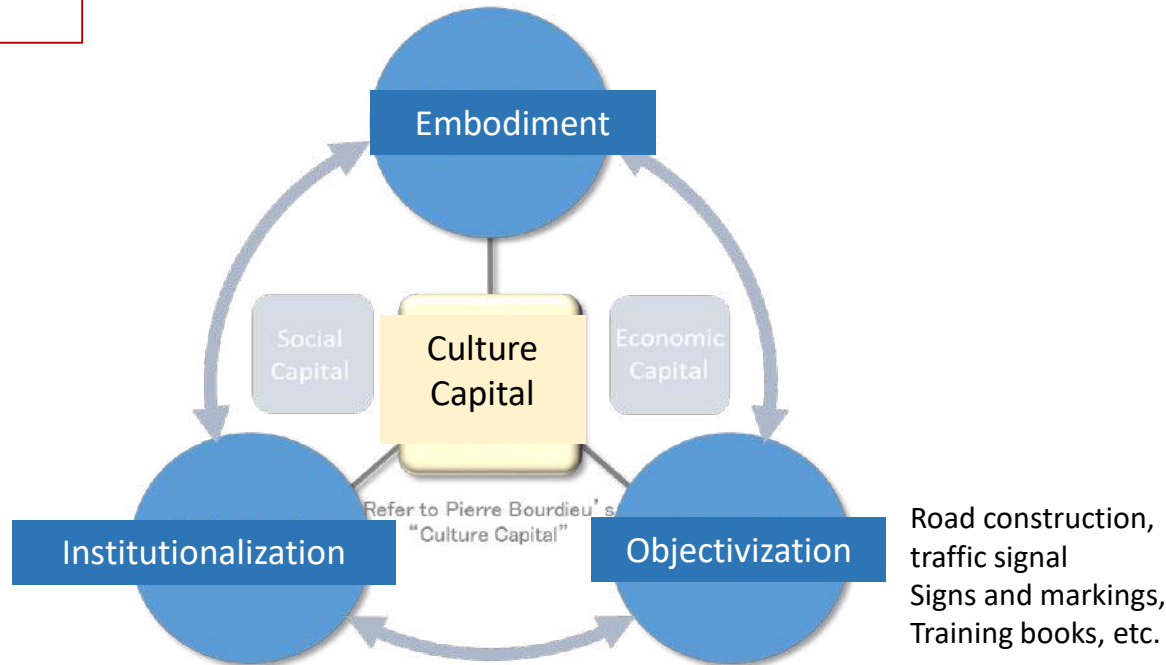 Embodiment
Social
Capital
Culture
Capital
Economic
Capital
Refer to Pierre Bourdieu's
“Culture Capital”
Institutionalization
Objectivization
Road construction,
traffic signal
Signs and markings,
Training books, etc.